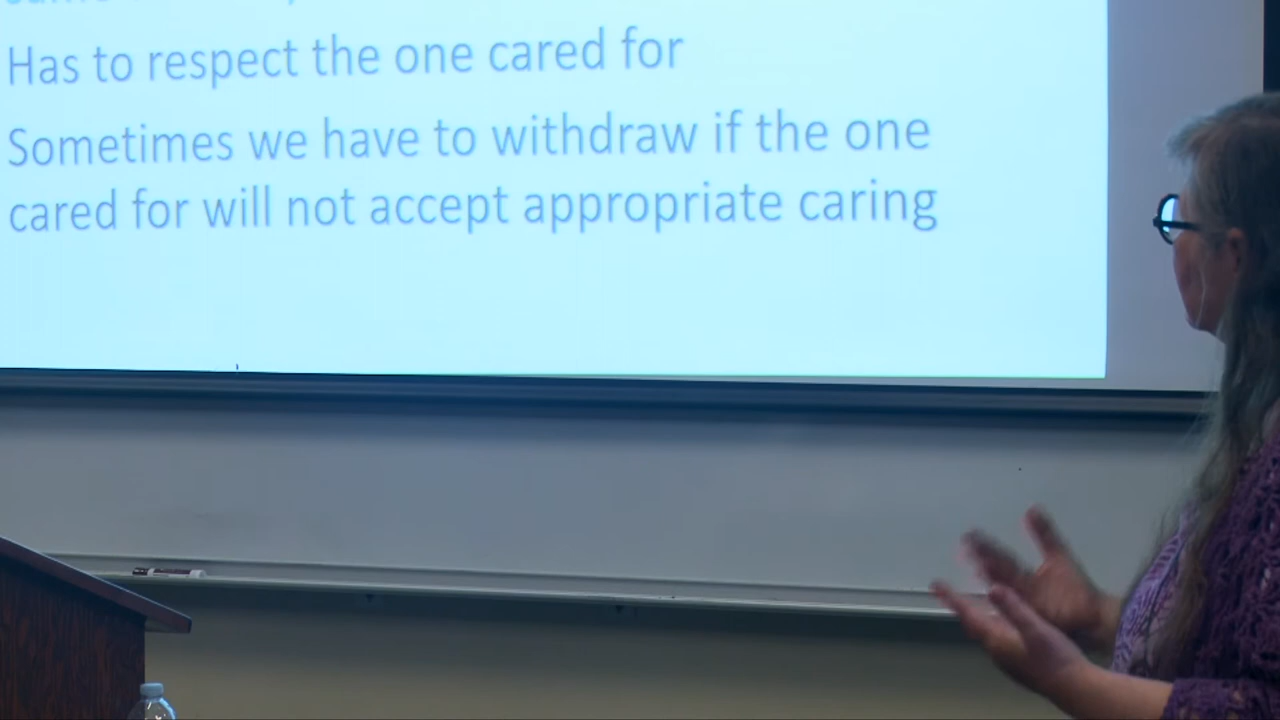 Has to respect the one cared for
Sometimes we have to withdraw if the one
cared for will not accept appropriate caring